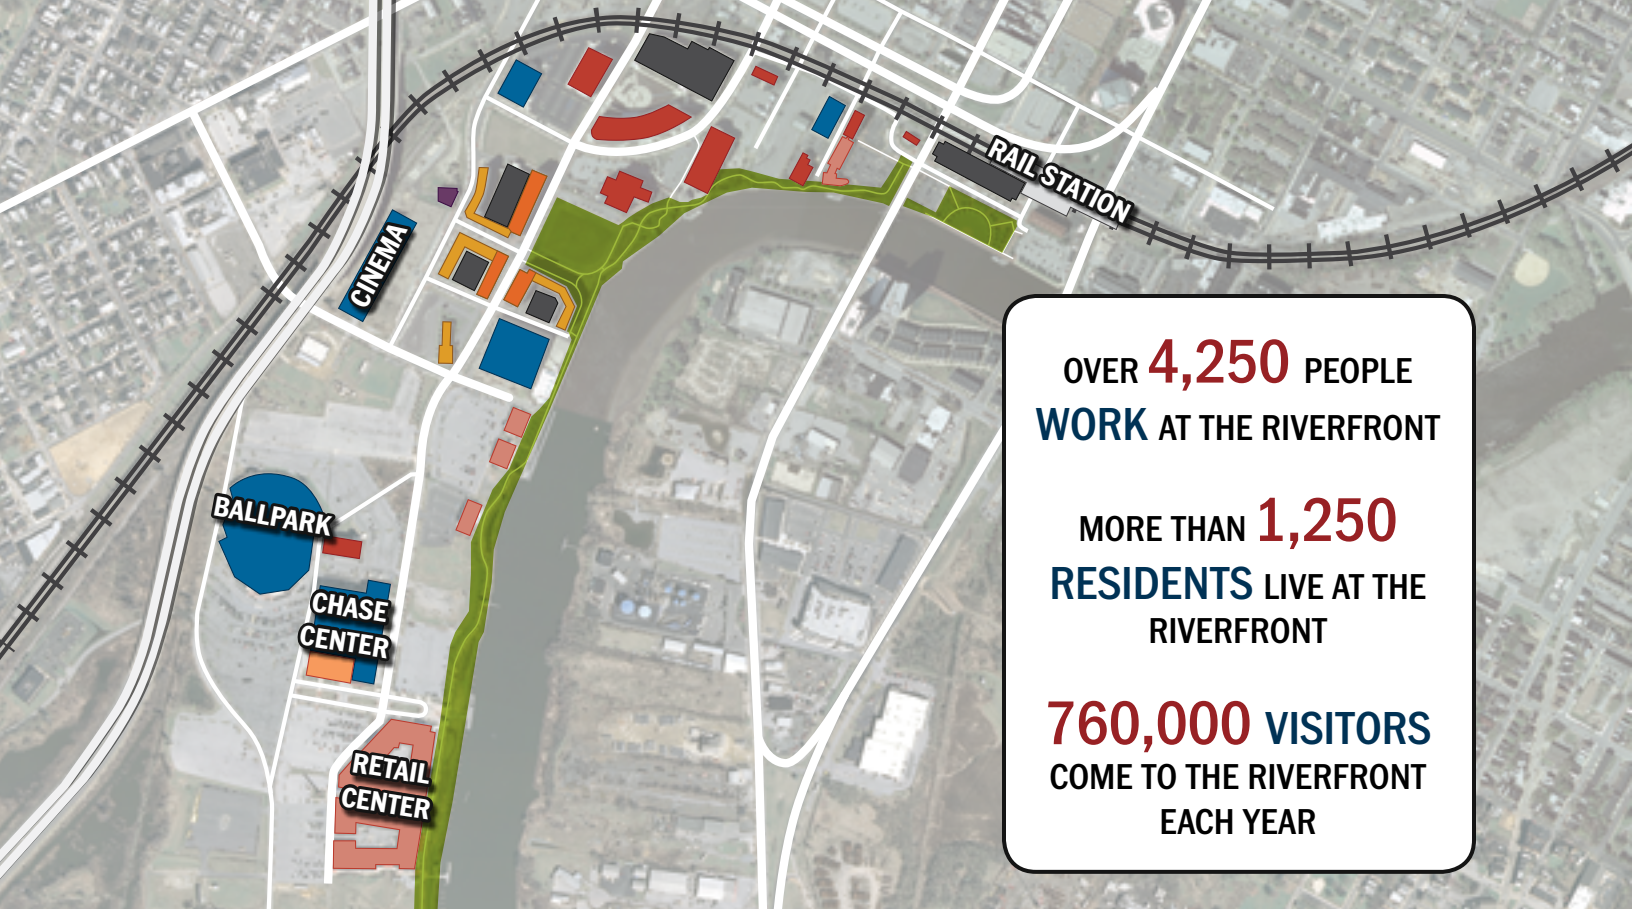 RAIL STATION
CINEMA
BALLPARK
CHASE
CENTER
RETAIL
CENTER
OVER 4,250 PEOPLE
WORK AT THE RIVERFRONT
MORE THAN 1,250
RESIDENTS LIVE AT THE
RIVERFRONT
760,000 VISITORS
COME TO THE RIVERFRONT
EACH YEAR